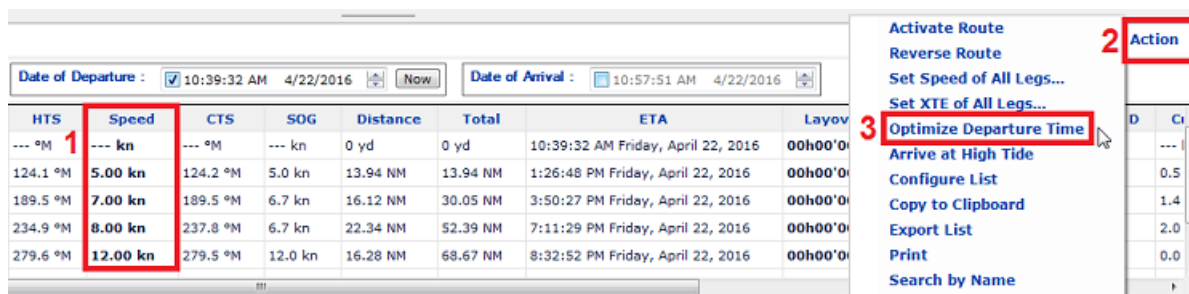 Activate Route
2 Action
Reverse Route
Date of Departure : 10:39:32 AM 4/22/2016 Now Date of Arrival : 10:57:51 AM 4/22/2016
Set Speed of All Legs...
Set XTE of All Legs...
HTS Speed CTS SOG Distance Total ETA Layov 3 Optimize Departure Time D
--- °M 1 --- kn --- °M --- kn 0 yd 0 yd 10:39:32 AM Friday, April 22, 2016 00h00'0 ---
Arrive at High Tide
124.1 °M 5.00 kn 124.2 °M 5.0 kn 13.94 NM 13.94 NM 1:26:48 PM Friday, April 22, 2016 00h00'0 0.5
Configure List
189.5 °M 7.00 kn 189.5 °M 6.7 kn 16.12 NM 30.05 NM 3:50:27 PM Friday, April 22, 2016 00h00'0 1.4
Copy to Clipboard
234.9 °M 8.00 kn 237.8 °M 6.7 kn 22.34 NM 52.39 NM 7:11:29 PM Friday, April 22, 2016 00h00'0 2.0
Export List
279.6 °M 12.00 kn 279.5 °M 12.0 kn 16.28 NM 68.67 NM 8:32:52 PM Friday, April 22, 2016 00h00'0 0.0
Print
Search by Name